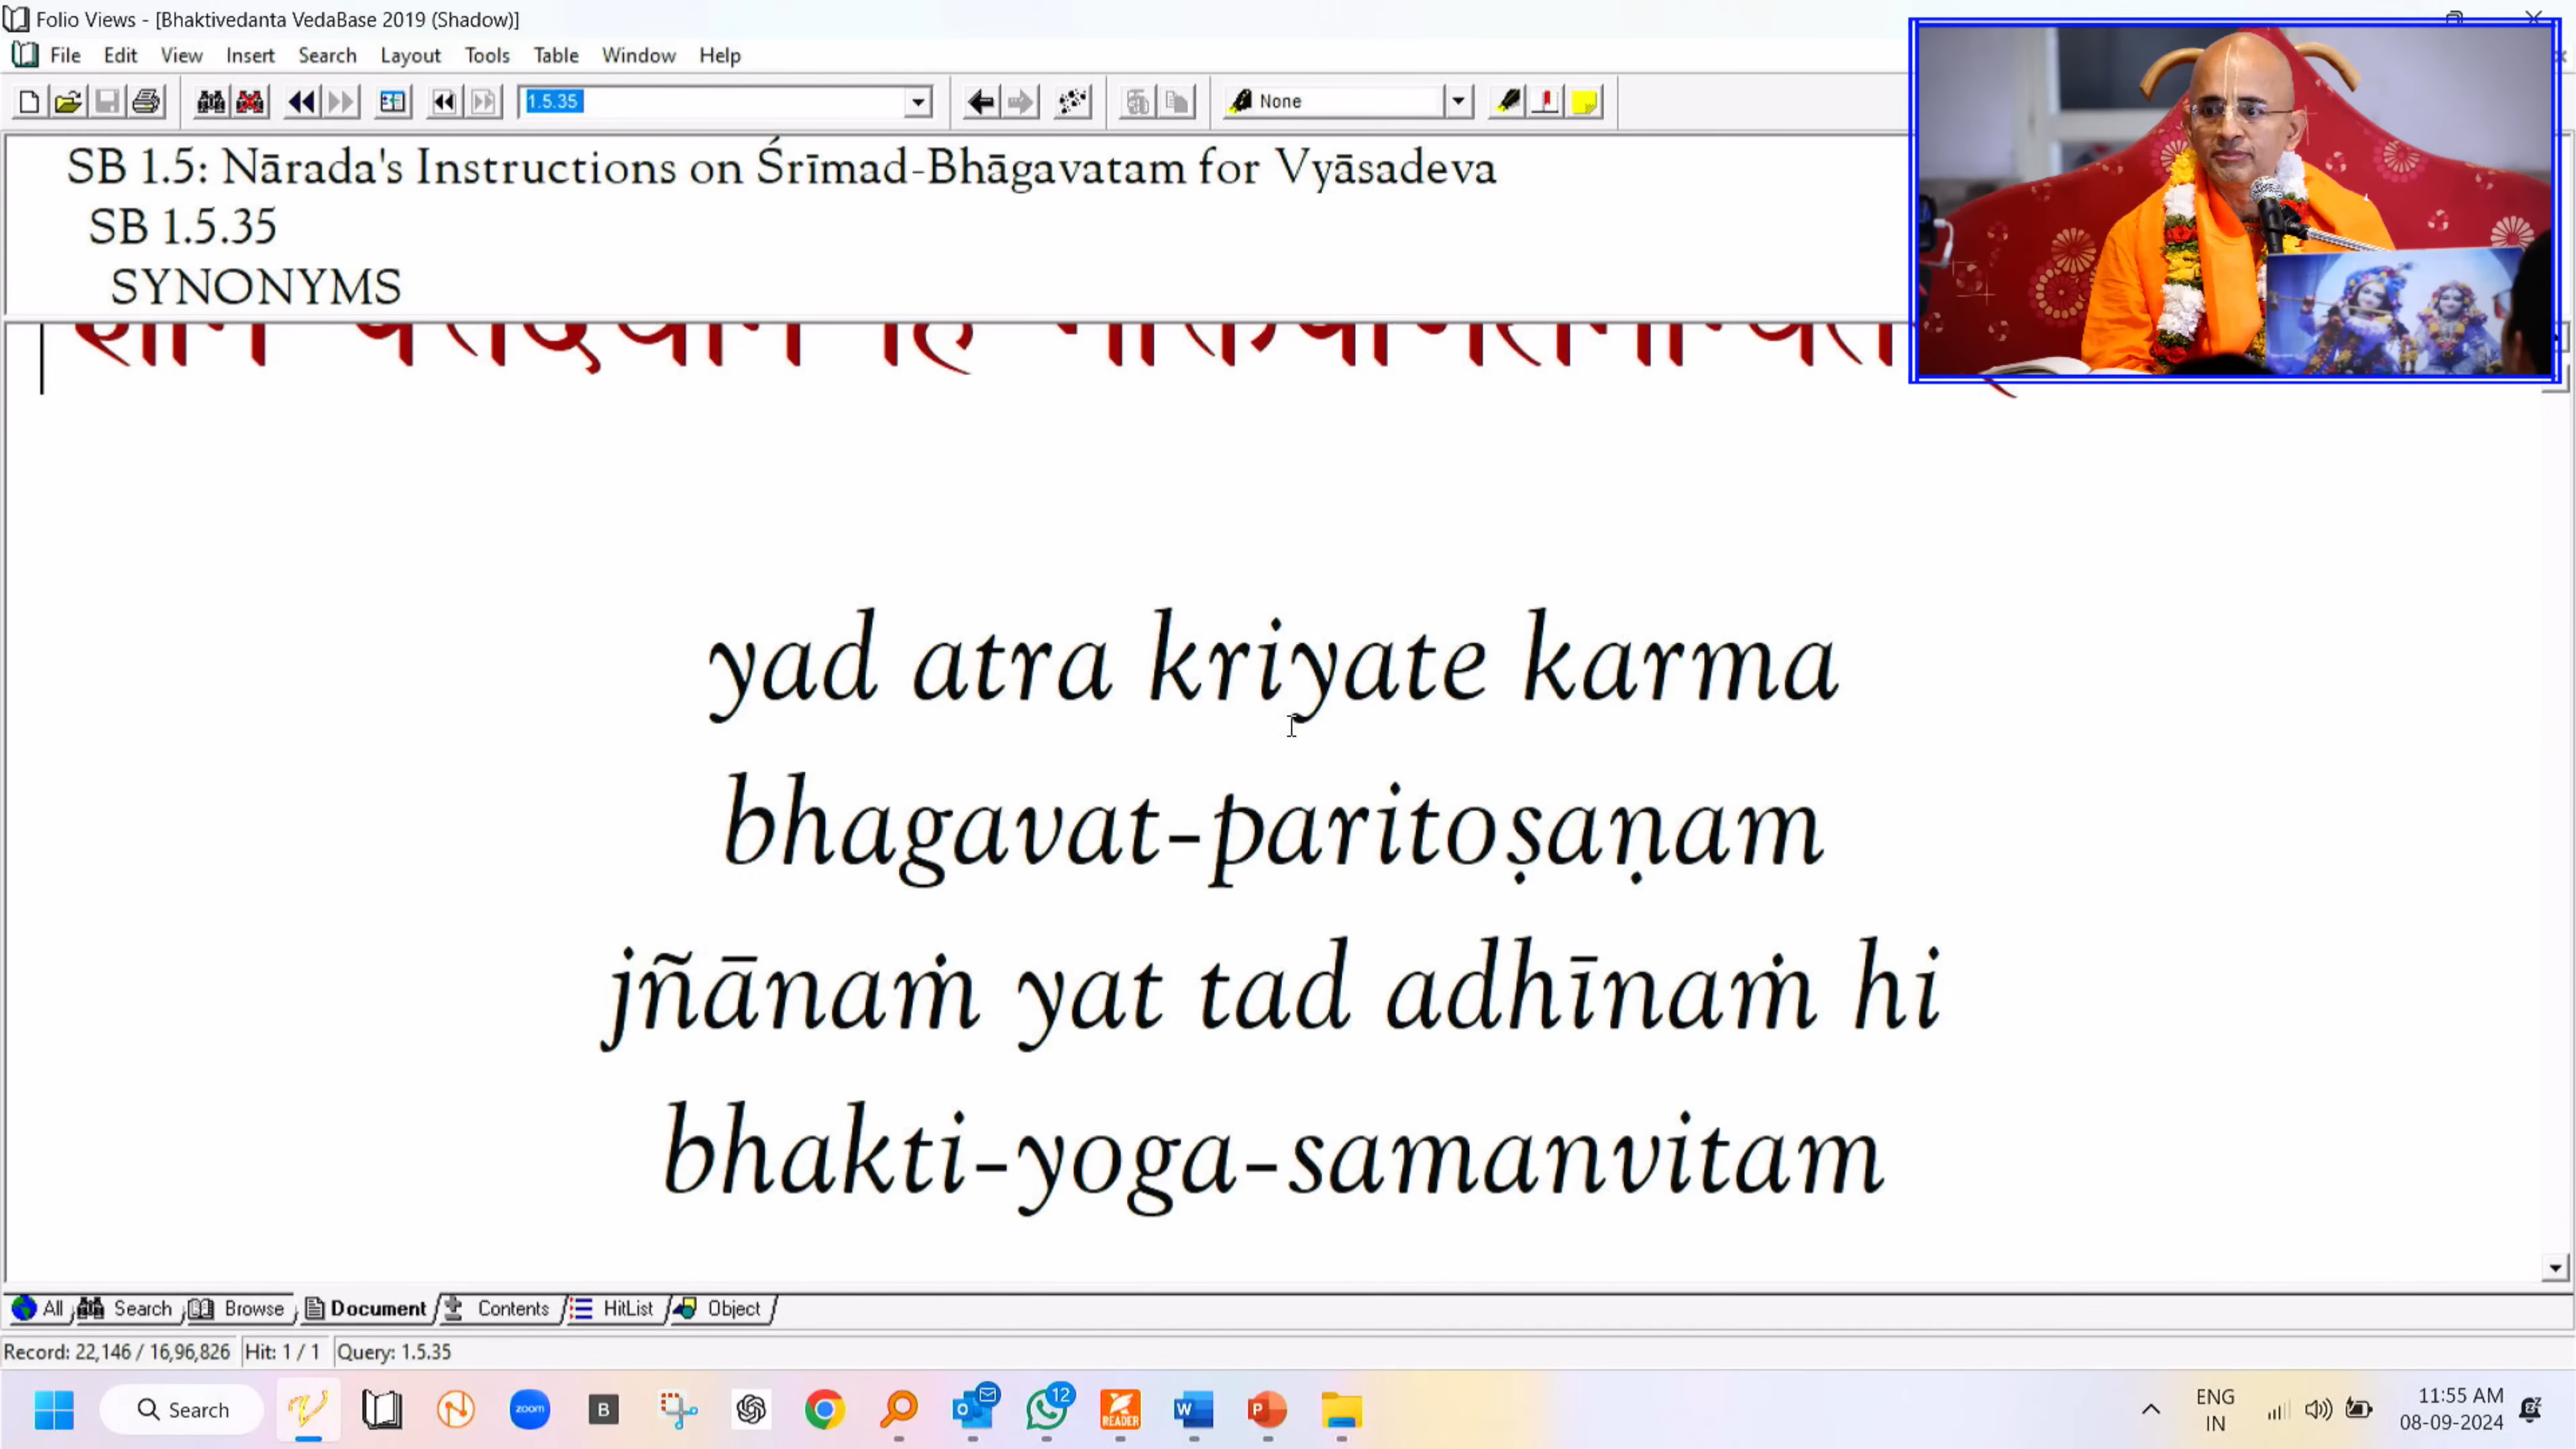 Folio Views - [Bhaktivedanta VedaBase 2019 (Shadow)]
File Edit View Insert Search Layout Tools Table Window Help
1.5.35 None
SB 1.5: Nārada's Instructions on Śrīmad-Bhāgavatam for Vyāsadeva
SB 1.5.35
SYNONYMS
yad atra kriyate karma
bhagavat-paritoṣaṇam
jñānaṁ yat tad adhīnaṁ hi
bhakti-yoga-samanvitam
All Search Browse Document Contents HitList Object
Record: 22,146 / 16,96,826 Hit: 1 / 1 Query: 1.5.35
Search zoom B 12 READER W P ENG 11:55 AM
IN 08-09-2024